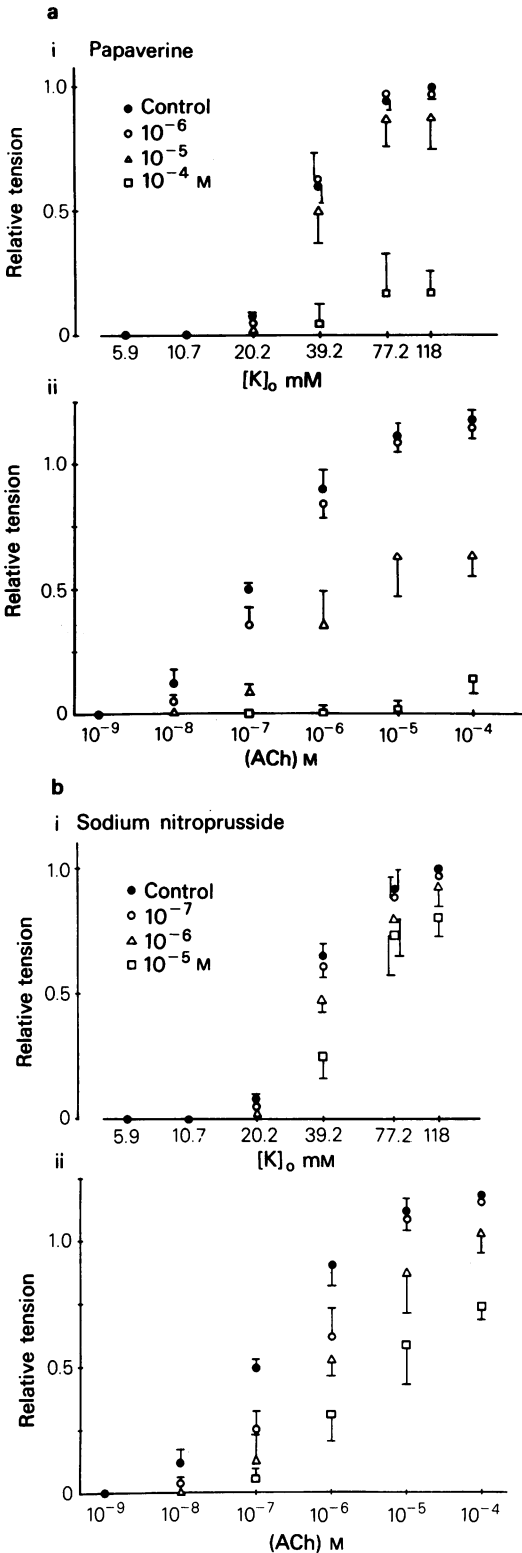 a
i Papaverine
1.0
● Control
○ 10⁻⁶
△ 10⁻⁵
□ 10⁻⁴ M
Relative tension
0.5
0
5.9 10.7 20.2 39.2 77.2 118
[K]₀ mM
ii
1.0
Relative tension
0.5
0
10⁻⁹ 10⁻⁸ 10⁻⁷ 10⁻⁶ 10⁻⁵ 10⁻⁴
(ACh) M
b
i Sodium nitroprusside
1.0
● Control
○ 10⁻⁷
△ 10⁻⁶
□ 10⁻⁵ M
Relative tension
0.5
0
5.9 10.7 20.2 39.2 77.2 118
[K]₀ mM
ii
1.0
Relative tension
0.5
0
10⁻⁹ 10⁻⁸ 10⁻⁷ 10⁻⁶ 10⁻⁵ 10⁻⁴
(ACh) M